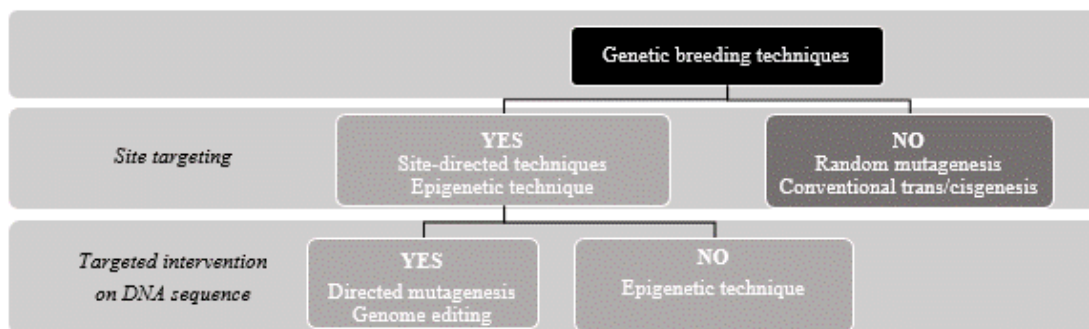 Genetic breeding techniques
Site targeting
YES
Site-directed techniques
Epigenetic technique
NO
Random mutagenesis
Conventional trans/cisgenesis
Targeted intervention
on DNA sequence
YES
Directed mutagenesis
Genome editing
NO
Epigenetic technique